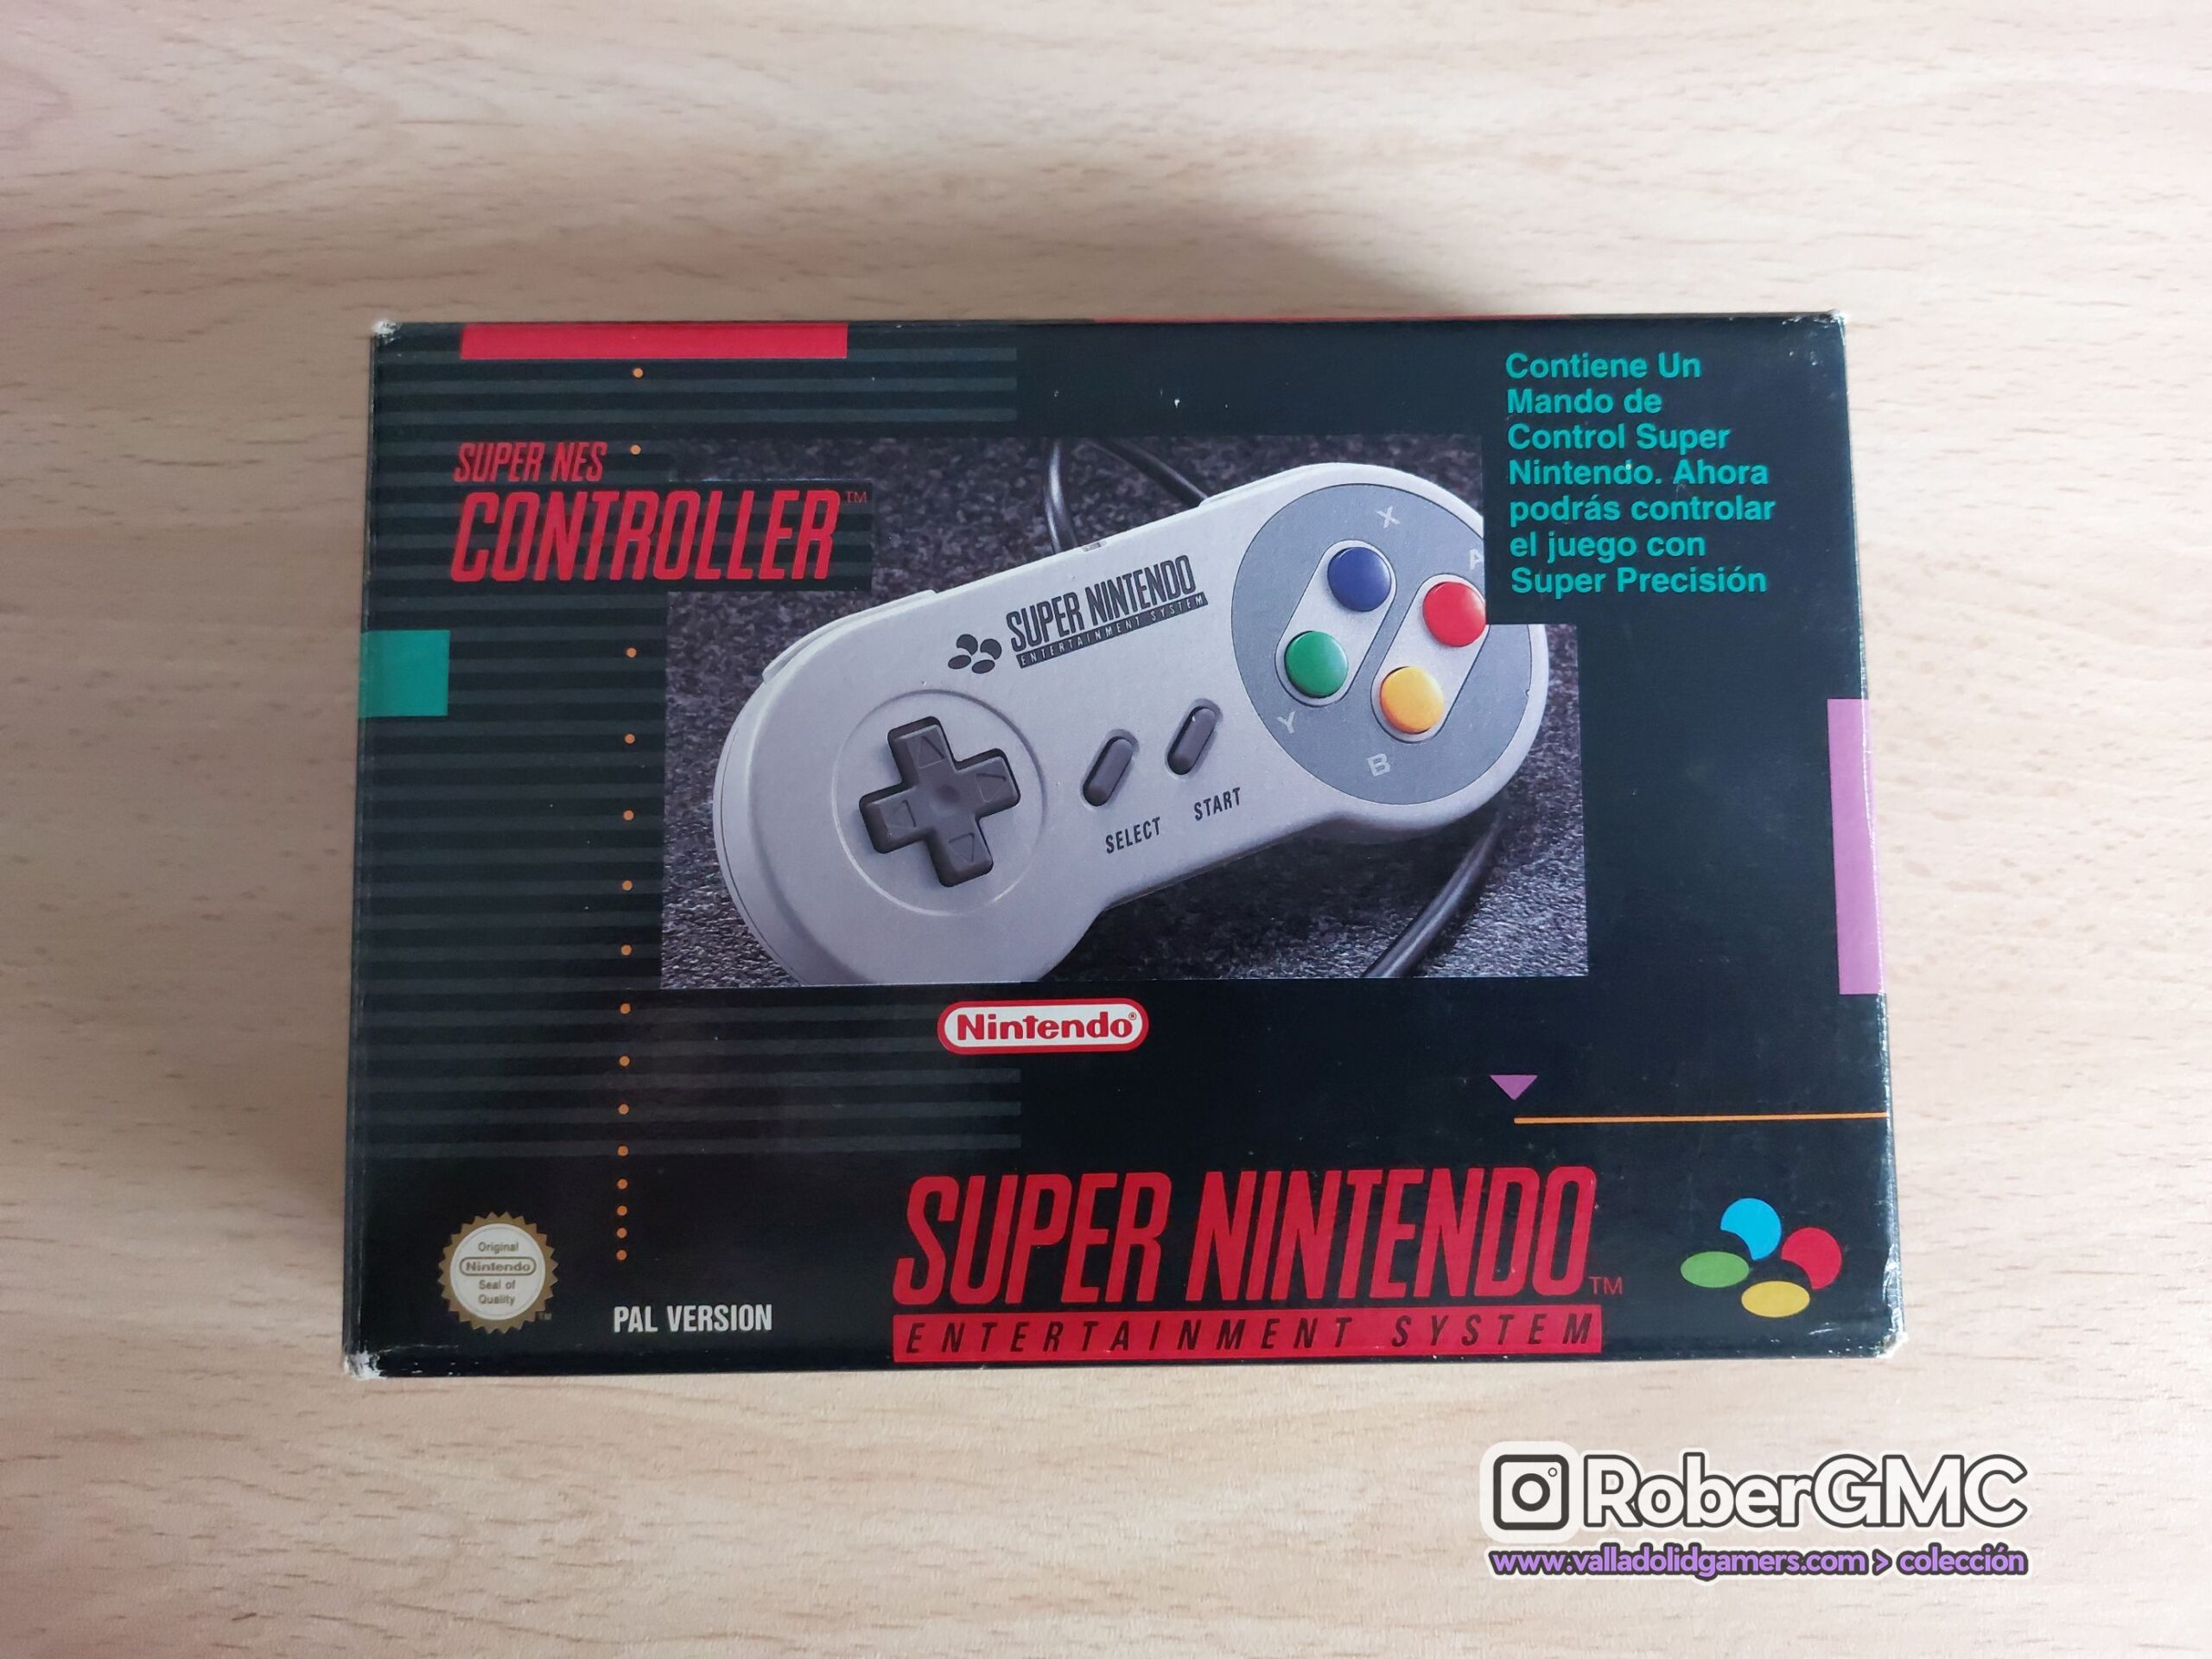 Contiene Un
Mando de
Control Super
Nintendo. Ahora
podrás controlar
el juego con
Super Precisión
SUPER NES
CONTROLLER™
SUPER NINTENDO
ENTERTAINMENT SYSTEM
X
A
Y
B
SELECT
START
Nintendo®
Original
Nintendo
Seal of
Quality
TM
PAL VERSION
SUPER NINTENDO™
ENTERTAINMENT SYSTEM
RoberGMC
www.valladolidgamers.com > colección